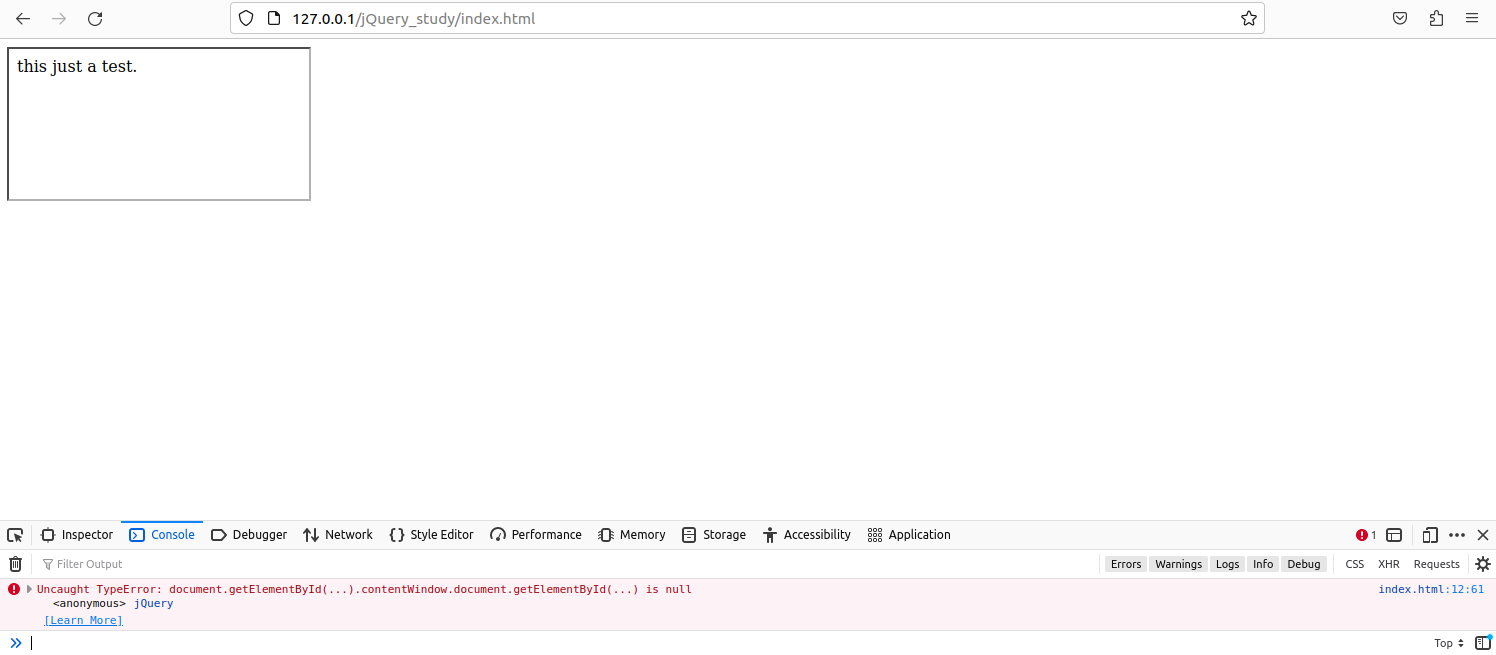 127.0.0.1/jQuery_study/index.html
this just a test.
Inspector Console Debugger Network Style Editor Performance Memory Storage Accessibility Application 1
Filter Output Errors Warnings Logs Info Debug CSS XHR Requests
Uncaught TypeError: document.getElementById(...).contentWindow.document.getElementById(...) is null index.html:12:61
<anonymous> jQuery
[Learn More]
Top